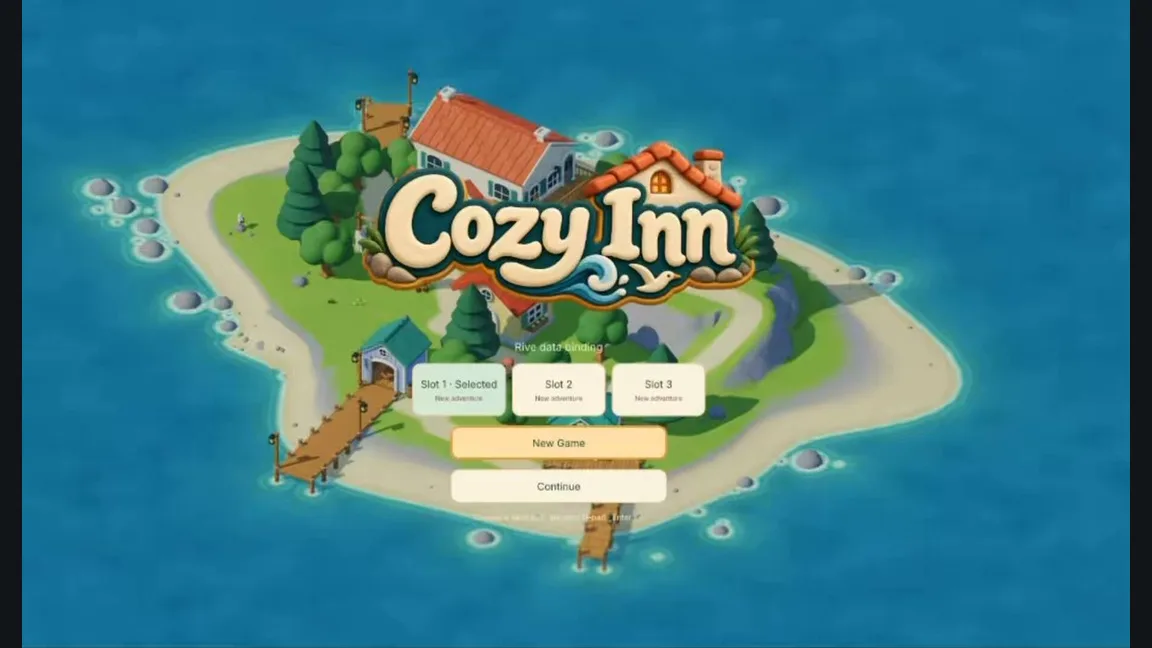 Cozy Inn
Rive data binding
Slot 1 · Selected
New adventure
Slot 2
New adventure
Slot 3
New adventure
New Game
Continue
Enter